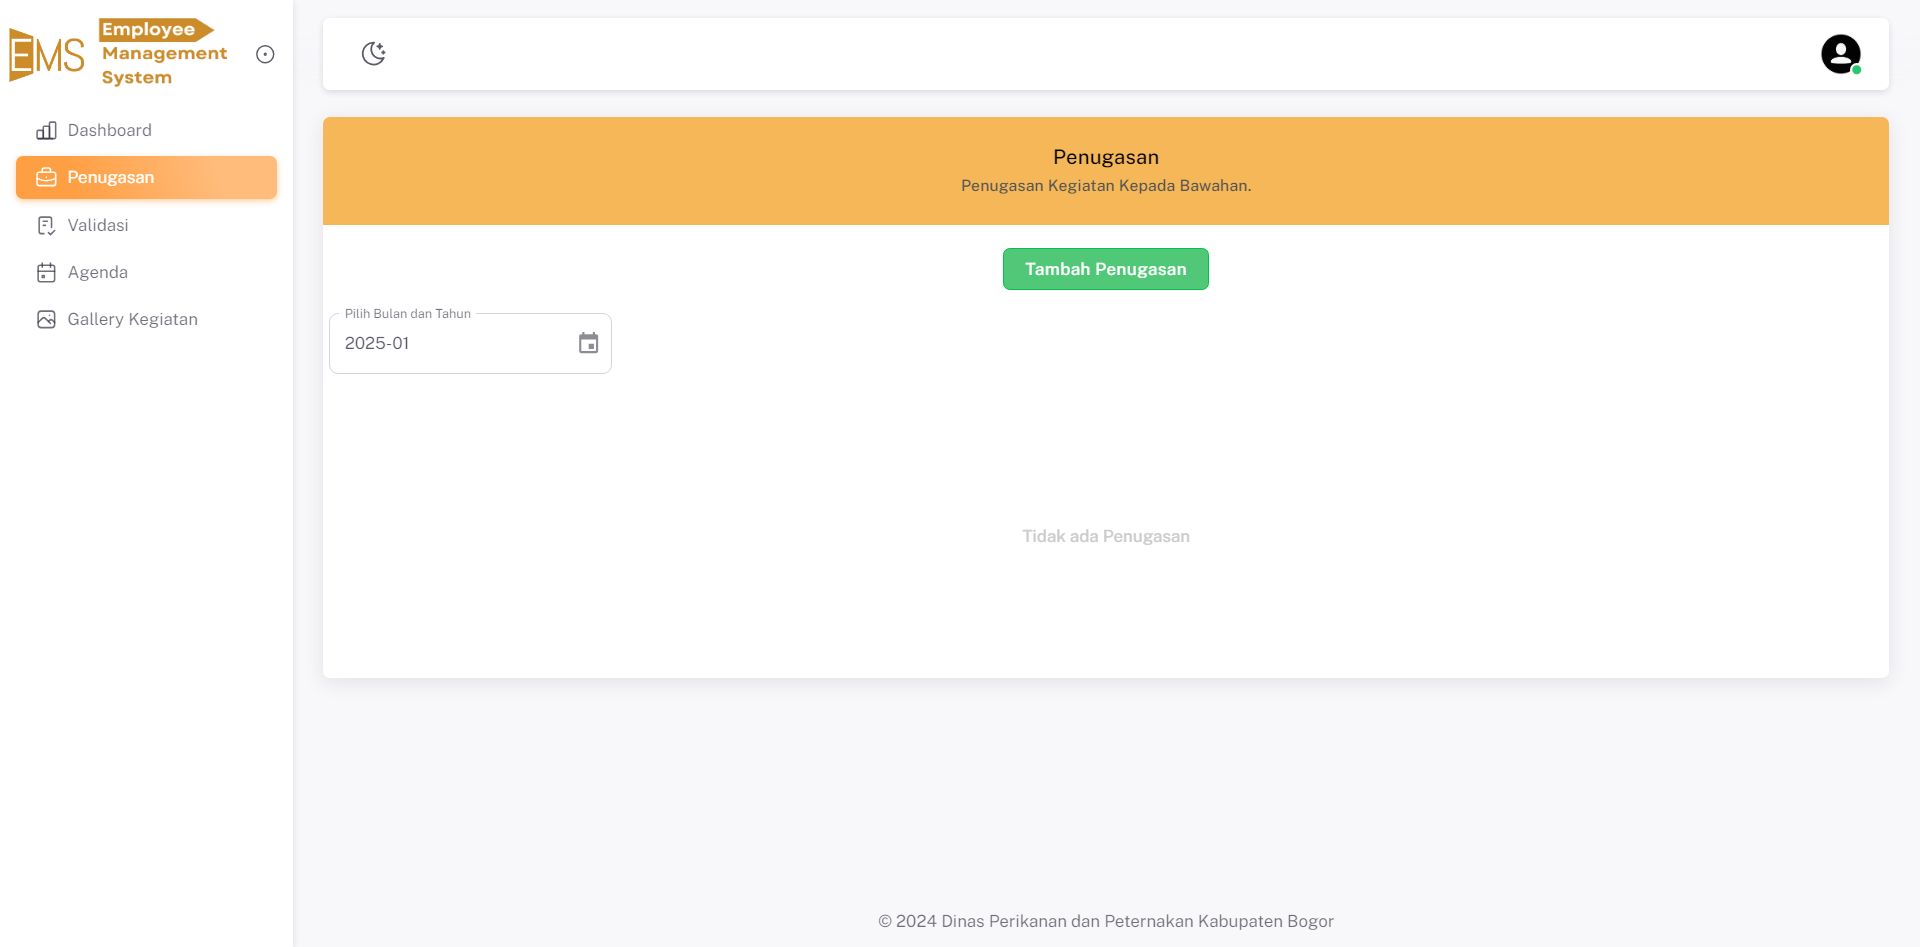 EMS
Employee
Management
System
Dashboard
Penugasan
Validasi
Agenda
Gallery Kegiatan
Penugasan
Penugasan Kegiatan Kepada Bawahan.
Tambah Penugasan
Pilih Bulan dan Tahun
2025-01
Tidak ada Penugasan
© 2024 Dinas Perikanan dan Peternakan Kabupaten Bogor